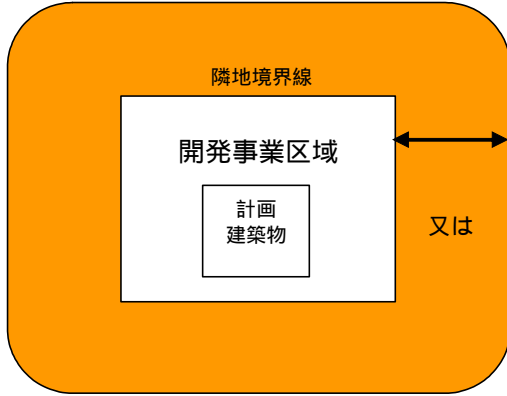 隣地境界線
開発事業区域
計画
建築物
又は